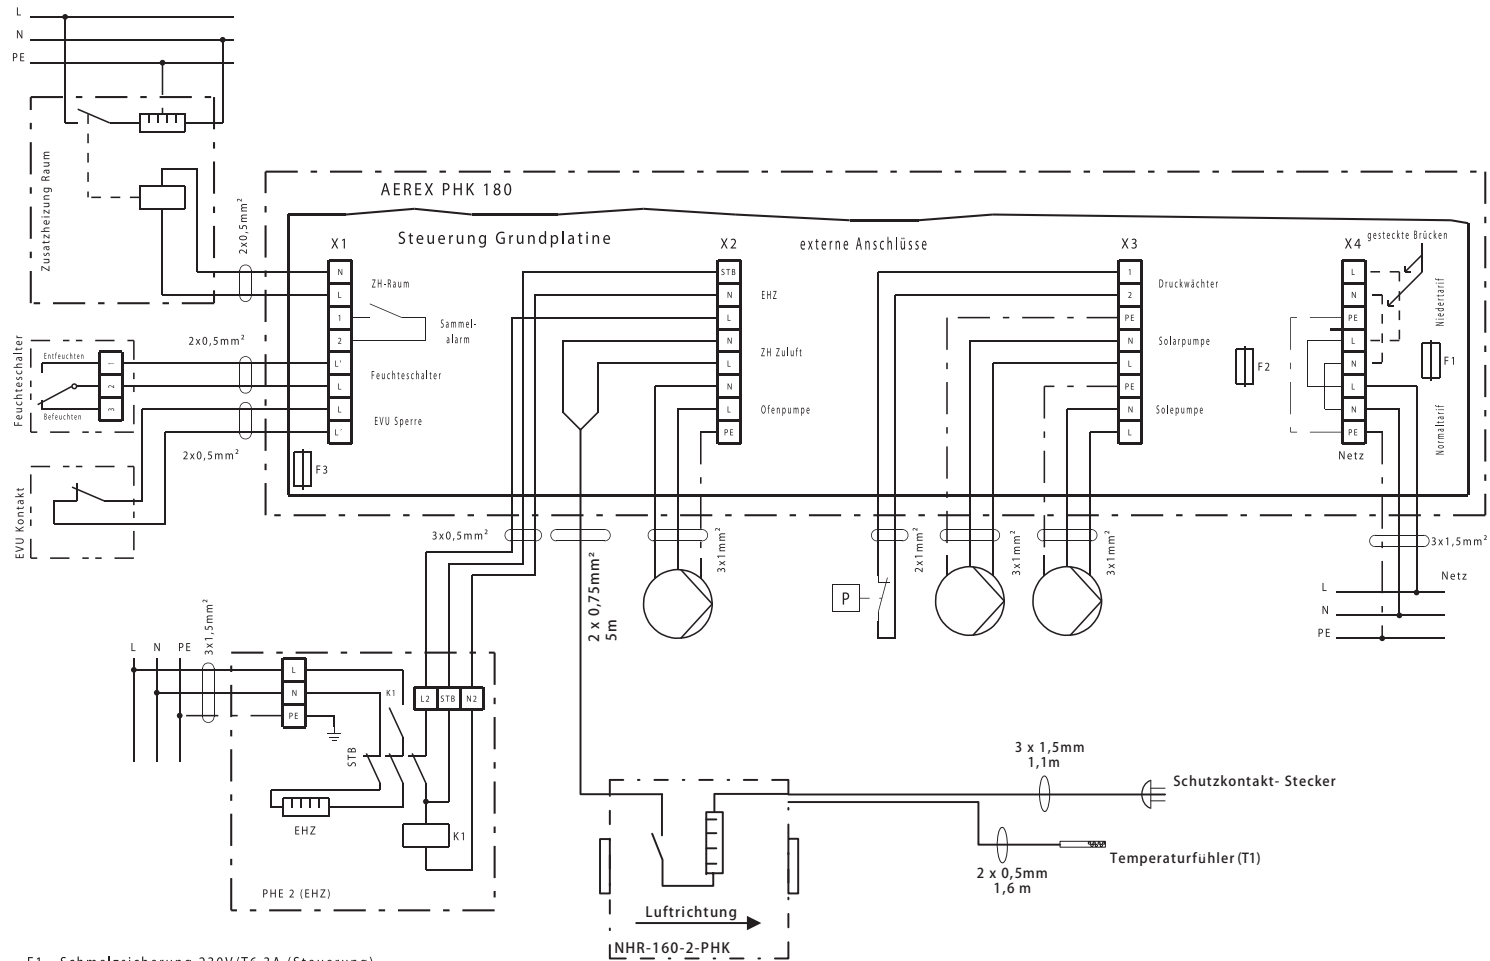 L
N
PE
Zusatzheizung Raum
2x0,5mm²
AEREX PHK 180
Steuerung Grundplatine
externe Anschlüsse
gesteckte Brücken
X1
N
L
1
2
L'
L
L
L'
ZH-Raum
Sammel-
alarm
Feuchteschalter
EVU Sperre
F3
X2
STB
N
L
N
L
N
L
PE
EHZ
ZH Zuluft
Ofenpumpe
X3
1
2
PE
N
L
PE
N
L
Druckwächter
Solarpumpe
Solepumpe
F2
X4
L
N
PE
L
N
L
N
PE
Netz
Niedertarif
F1
Normaltarif
Feuchteschalter
Entfeuchten
Befeuchten
1
2
3
2x0,5mm²
2x0,5mm²
EVU Kontakt
3x0,5mm²
2 x 0,75mm²
5m
3x1mm²
2x1mm²
3x1mm²
3x1mm²
3x1,5mm²
P
Netz
L
N
PE
L
N
PE
3x1,5mm²
L
N
PE
K1
L2
STB
N2
STB
EHZ
K1
PHE 2 (EHZ)
3 x 1,5mm
1,1m
Schutzkontakt- Stecker
Temperaturfühler (T1)
2 x 0,5mm
1,6 m
Luftrichtung
NHR-160-2-PHK